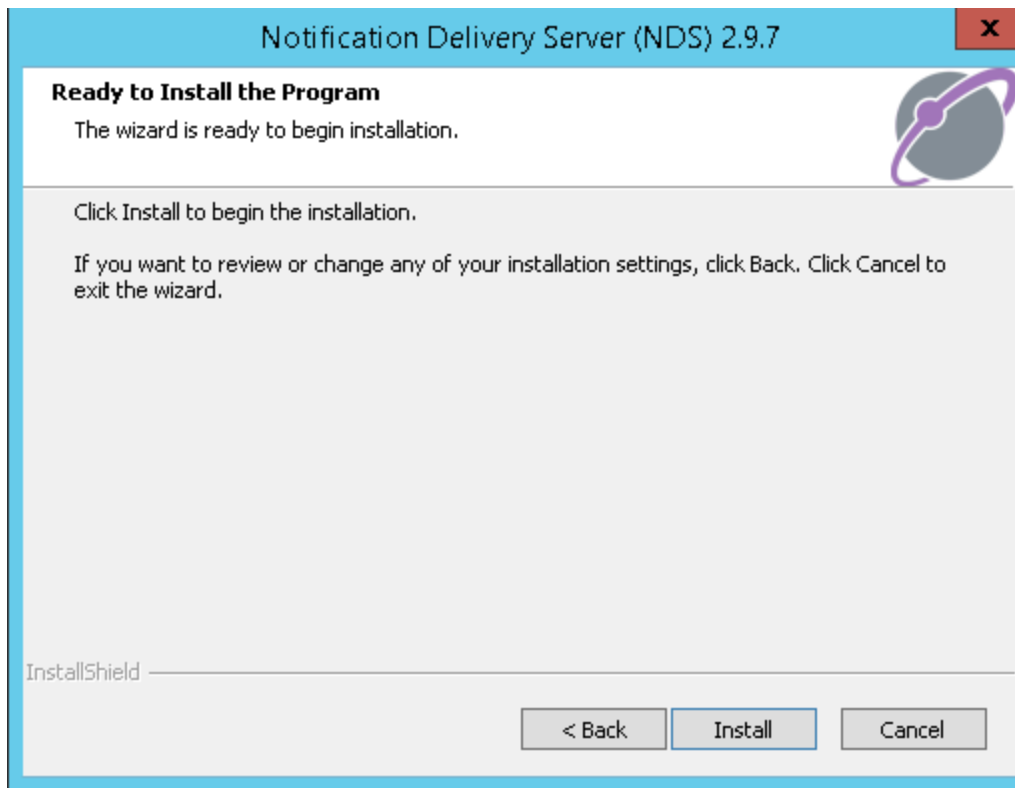 Notification Delivery Server (NDS) 2.9.7
x
Ready to Install the Program
The wizard is ready to begin installation.
Click Install to begin the installation.
If you want to review or change any of your installation settings, click Back. Click Cancel to
exit the wizard.
InstallShield
< Back
Install
Cancel